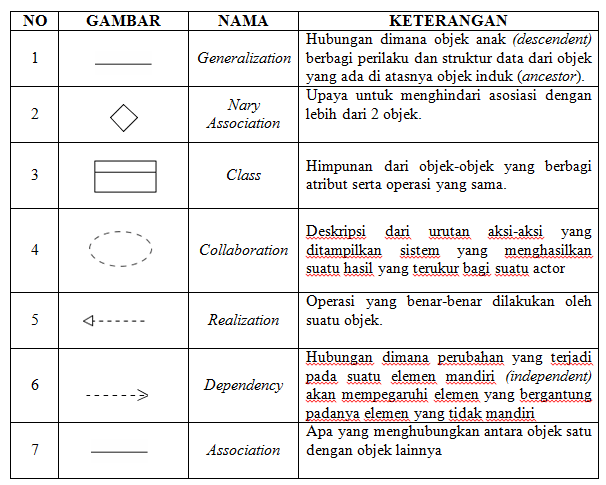 NO GAMBAR NAMA KETERANGAN
1 Generalization Hubungan dimana objek anak (descendent)
berbagi perilaku dan struktur data dari objek
yang ada di atasnya objek induk (ancestor).
2 Nary
Association Upaya untuk menghindari asosiasi dengan
lebih dari 2 objek.
3 Class Himpunan dari objek-objek yang berbagi
atribut serta operasi yang sama.
4 Collaboration Deskripsi dari urutan aksi-aksi yang
ditampilkan sistem yang menghasilkan
suatu hasil yang terukur bagi suatu actor
5 Realization Operasi yang benar-benar dilakukan oleh
suatu objek.
6 Dependency Hubungan dimana perubahan yang terjadi
pada suatu elemen mandiri (independent)
akan mempegaruhi elemen yang bergantung
padanya elemen yang tidak mandiri
7 Association Apa yang menghubungkan antara objek satu
dengan objek lainnya